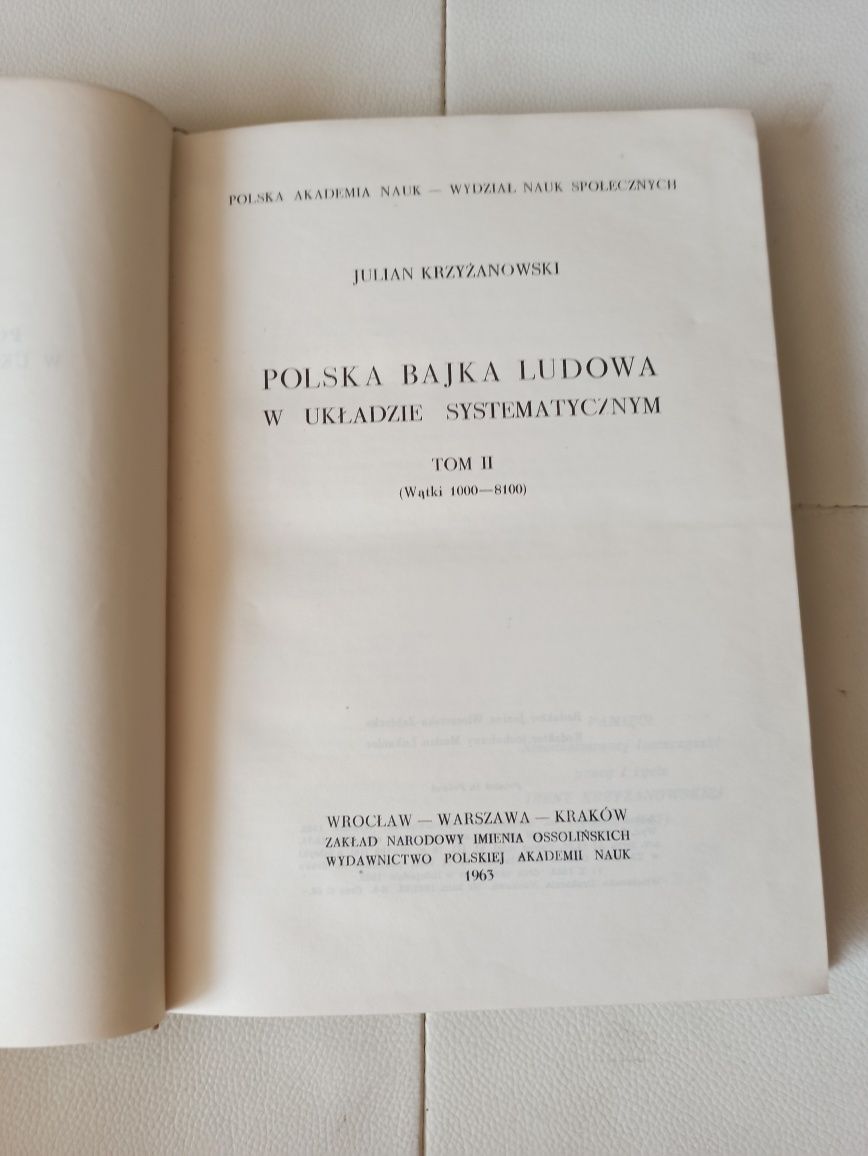 POLSKA AKADEMIA NAUK — WYDZIAŁ NAUK SPOŁECZNYCH
JULIAN KRZYŻANOWSKI
POLSKA BAJKA LUDOWA
W UKŁADZIE SYSTEMATYCZNYM
TOM II
(Wątki 1000—8100)
WROCŁAW — WARSZAWA — KRAKÓW
ZAKŁAD NARODOWY IMIENIA OSSOLIŃSKICH
WYDAWNICTWO POLSKIEJ AKADEMII NAUK
1963